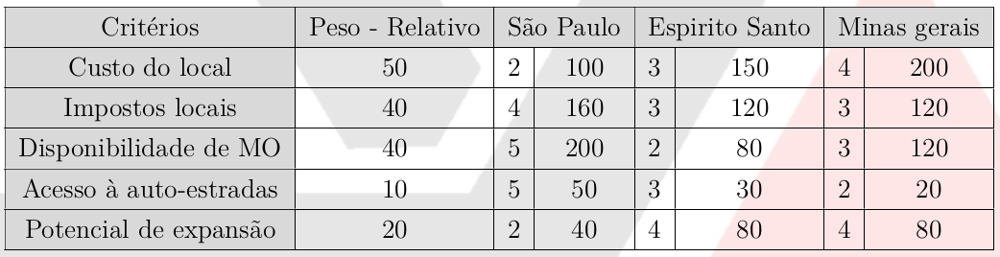 Critérios Peso - Relativo São Paulo Espirito Santo Minas gerais
Custo do local 50 2 100 3 150 4 200
Impostos locais 40 4 160 3 120 3 120
Disponibilidade de MO 40 5 200 2 80 3 120
Acesso à auto-estradas 10 5 50 3 30 2 20
Potencial de expansão 20 2 40 4 80 4 80